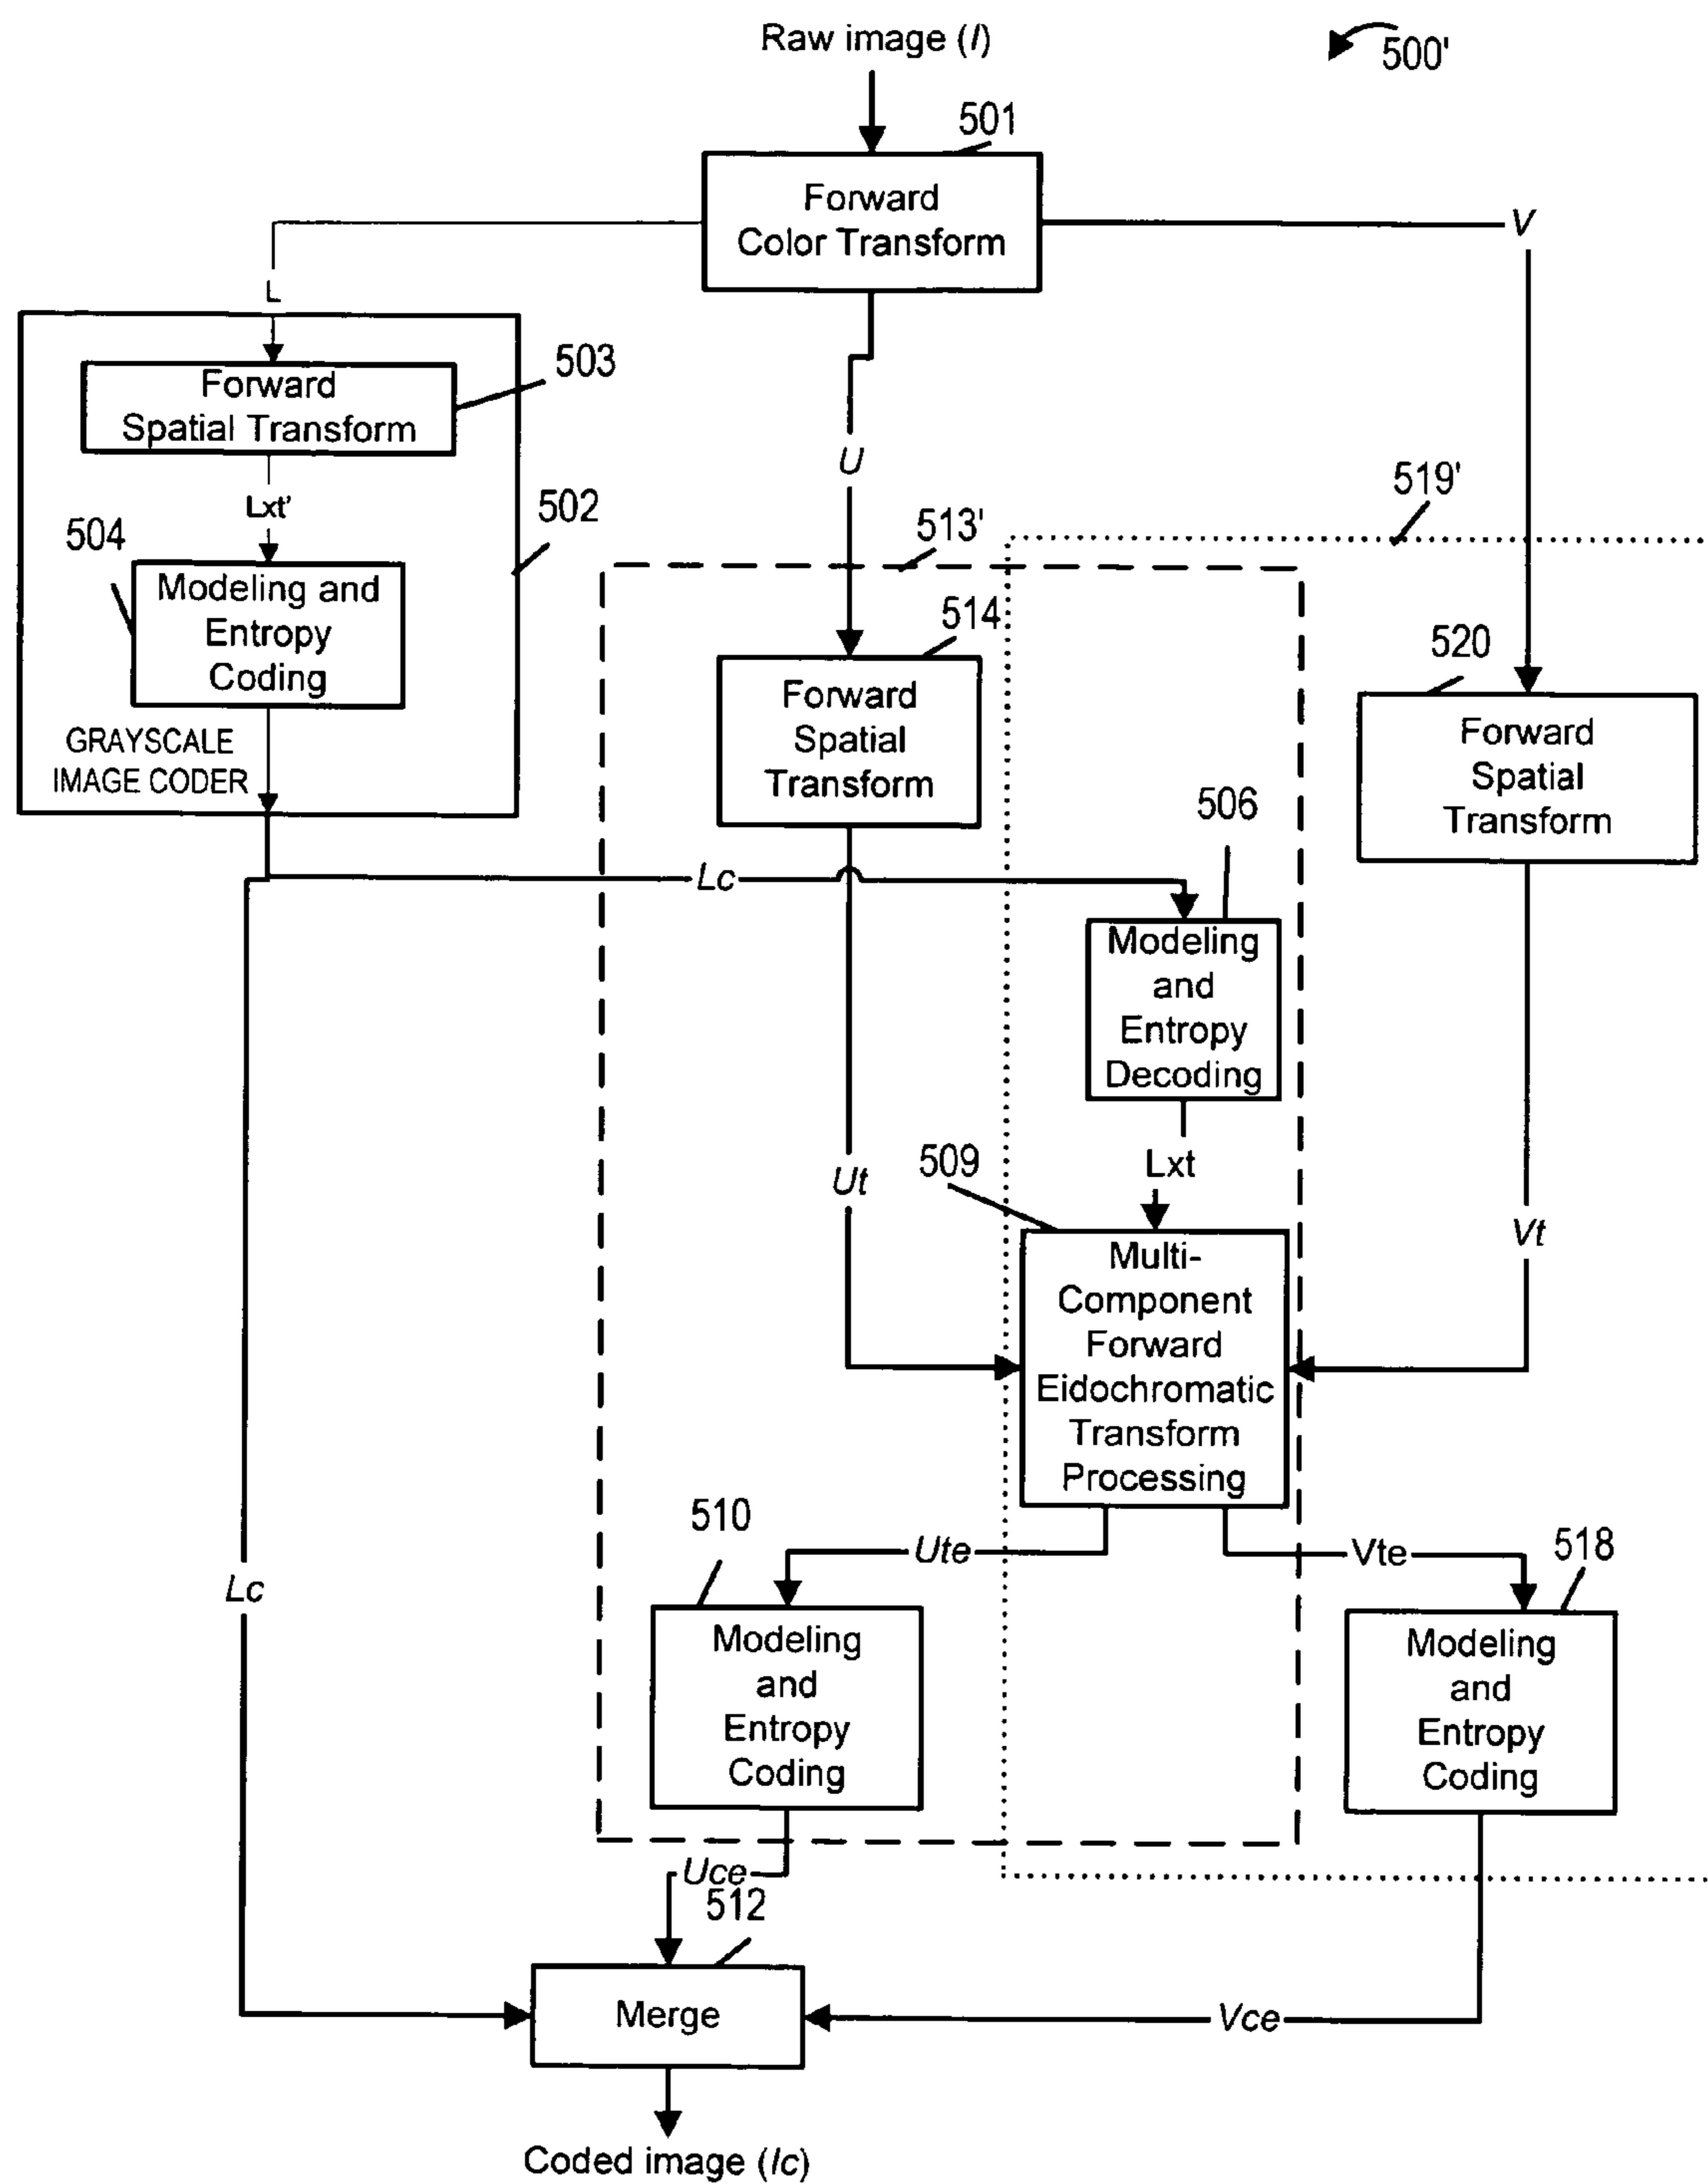 Raw image (I)
500'
501
Forward
Color Transform
V
L
503
Forward
Spatial Transform
Lxt'
502
504
Modeling and
Entropy
Coding
GRAYSCALE
IMAGE CODER
U
519'
513'
514
Forward
Spatial
Transform
520
Forward
Spatial
Transform
506
Lc
Modeling
and
Entropy
Decoding
Lxt
509
Ut
Vt
Multi-
Component
Forward
Eidochromatic
Transform
Processing
510
Ute
Vte
518
Lc
Modeling
and
Entropy
Coding
Modeling
and
Entropy
Coding
Uce
512
Merge
Vce
Coded image (Ic)